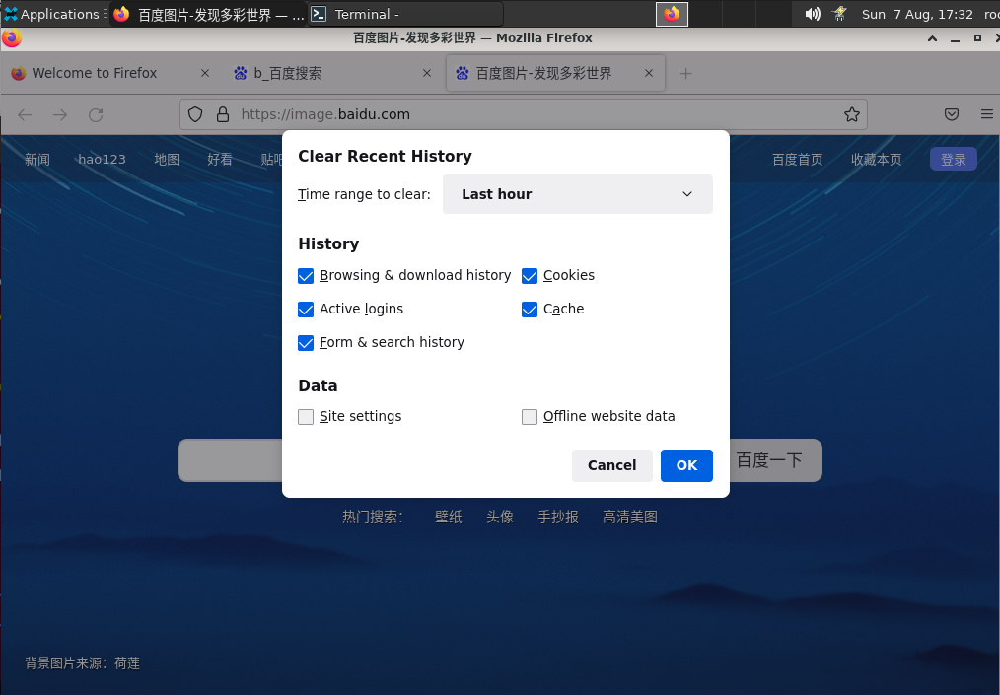 Applications 百度图片-发现多彩世界 — ... Terminal - Sun 7 Aug, 17:32
百度图片-发现多彩世界 — Mozilla Firefox
Welcome to Firefox b_百度搜索 百度图片-发现多彩世界
https://image.baidu.com
新闻 hao123 地图 好看 百度首页 收藏本页 登录
Clear Recent History
Time range to clear: Last hour
History
Browsing & download history Cookies
Active logins Cache
Form & search history
Data
Site settings Offline website data
百度一下
Cancel OK
热门搜索: 壁纸 头像 手抄报 高清美图
背景图片来源: 荷莲